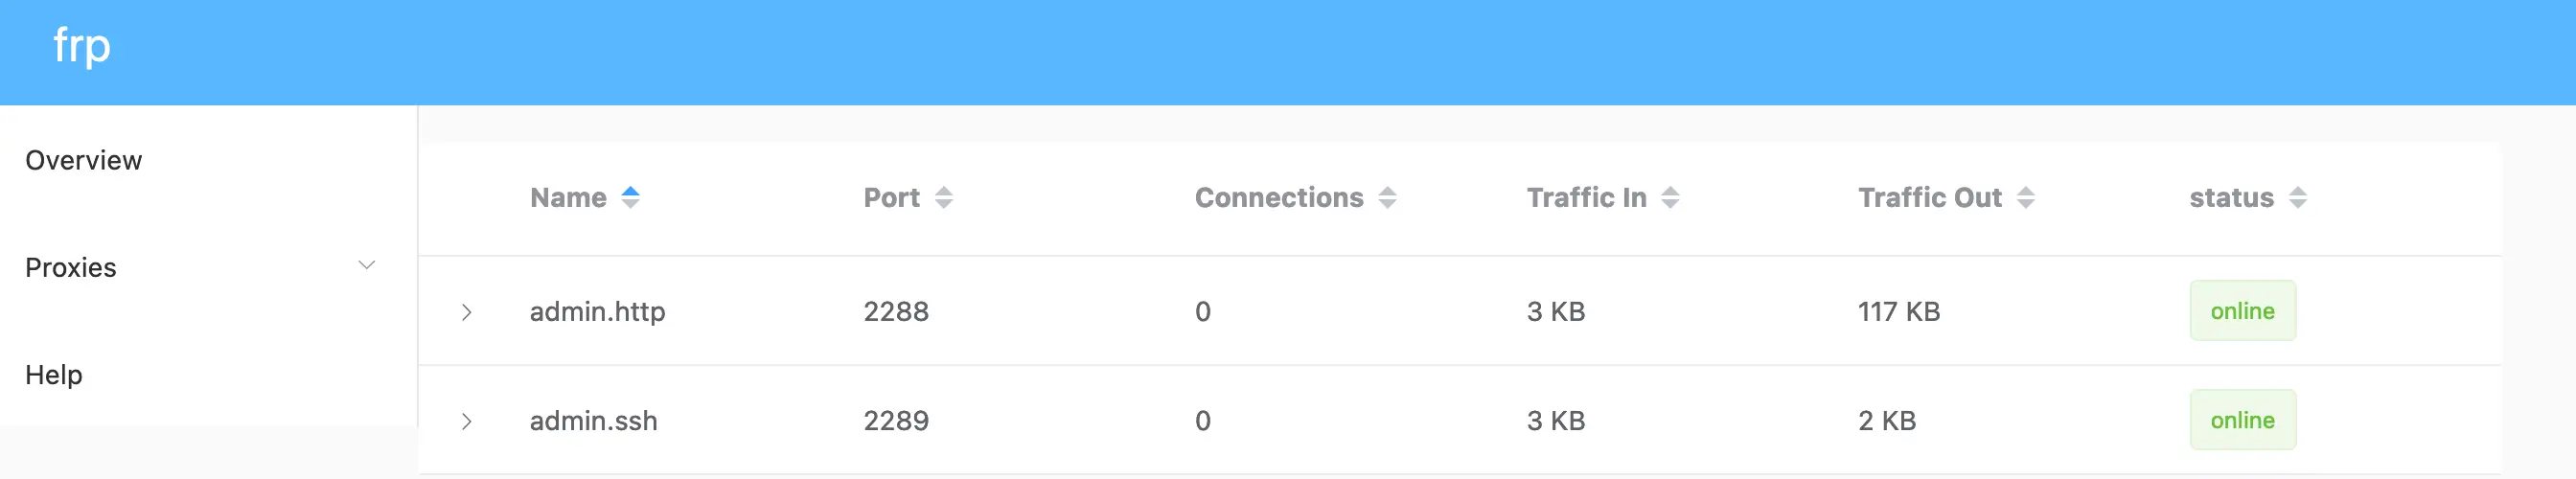 frp
Overview
Proxies
Help
Name Port Connections Traffic In Traffic Out status
admin.http 2288 0 3 KB 117 KB online
admin.ssh 2289 0 3 KB 2 KB online